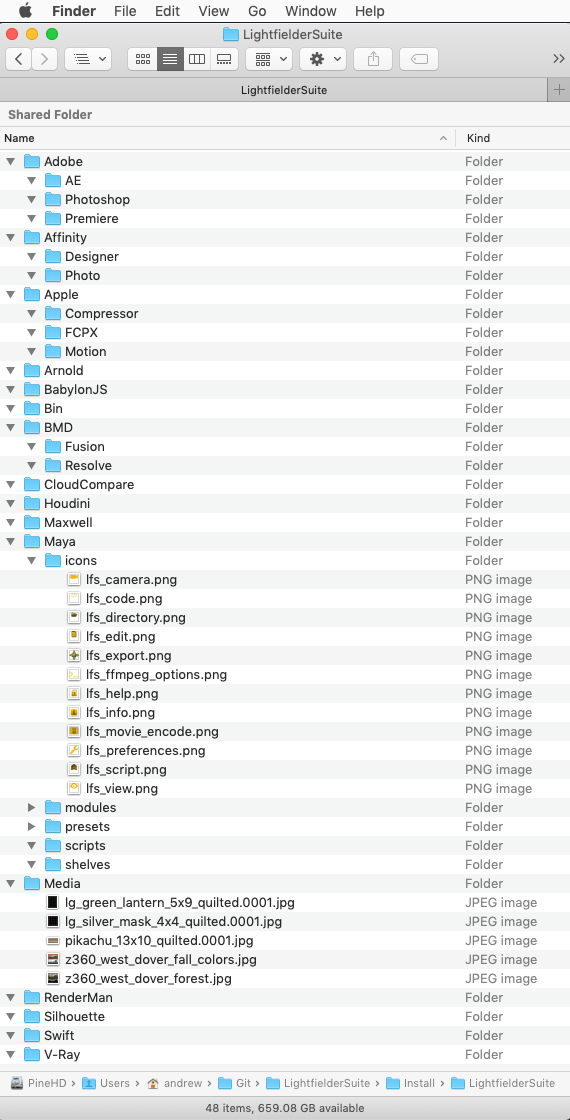 Finder File Edit View Go Window Help
LightfielderSuite
LightfielderSuite
Shared Folder
Name Kind
Adobe Folder
AE Folder
Photoshop Folder
Premiere Folder
Affinity Folder
Designer Folder
Photo Folder
Apple Folder
Compressor Folder
FCPX Folder
Motion Folder
Arnold Folder
BabylonJS Folder
Bin Folder
BMD Folder
Fusion Folder
Resolve Folder
CloudCompare Folder
Houdini Folder
Maxwell Folder
Maya Folder
icons Folder
lfs_camera.png PNG image
lfs_code.png PNG image
lfs_directory.png PNG image
lfs_edit.png PNG image
lfs_export.png PNG image
lfs_ffmpeg_options.png PNG image
lfs_help.png PNG image
lfs_info.png PNG image
lfs_movie_encode.png PNG image
lfs_preferences.png PNG image
lfs_script.png PNG image
lfs_view.png PNG image
modules Folder
presets Folder
scripts Folder
shelves Folder
Media Folder
lg_green_lantern_5x9_quilted.0001.jpg JPEG image
lg_silver_mask_4x4_quilted.0001.jpg JPEG image
pikachu_13x10_quilted.0001.jpg JPEG image
z360_west_dover_fall_colors.jpg JPEG image
z360_west_dover_forest.jpg JPEG image
RenderMan Folder
Silhouette Folder
Swift Folder
V-Ray Folder
PineHD › Users › andrew › Git › LightfielderSuite › Install › LightfielderSuite
48 items, 659.08 GB available